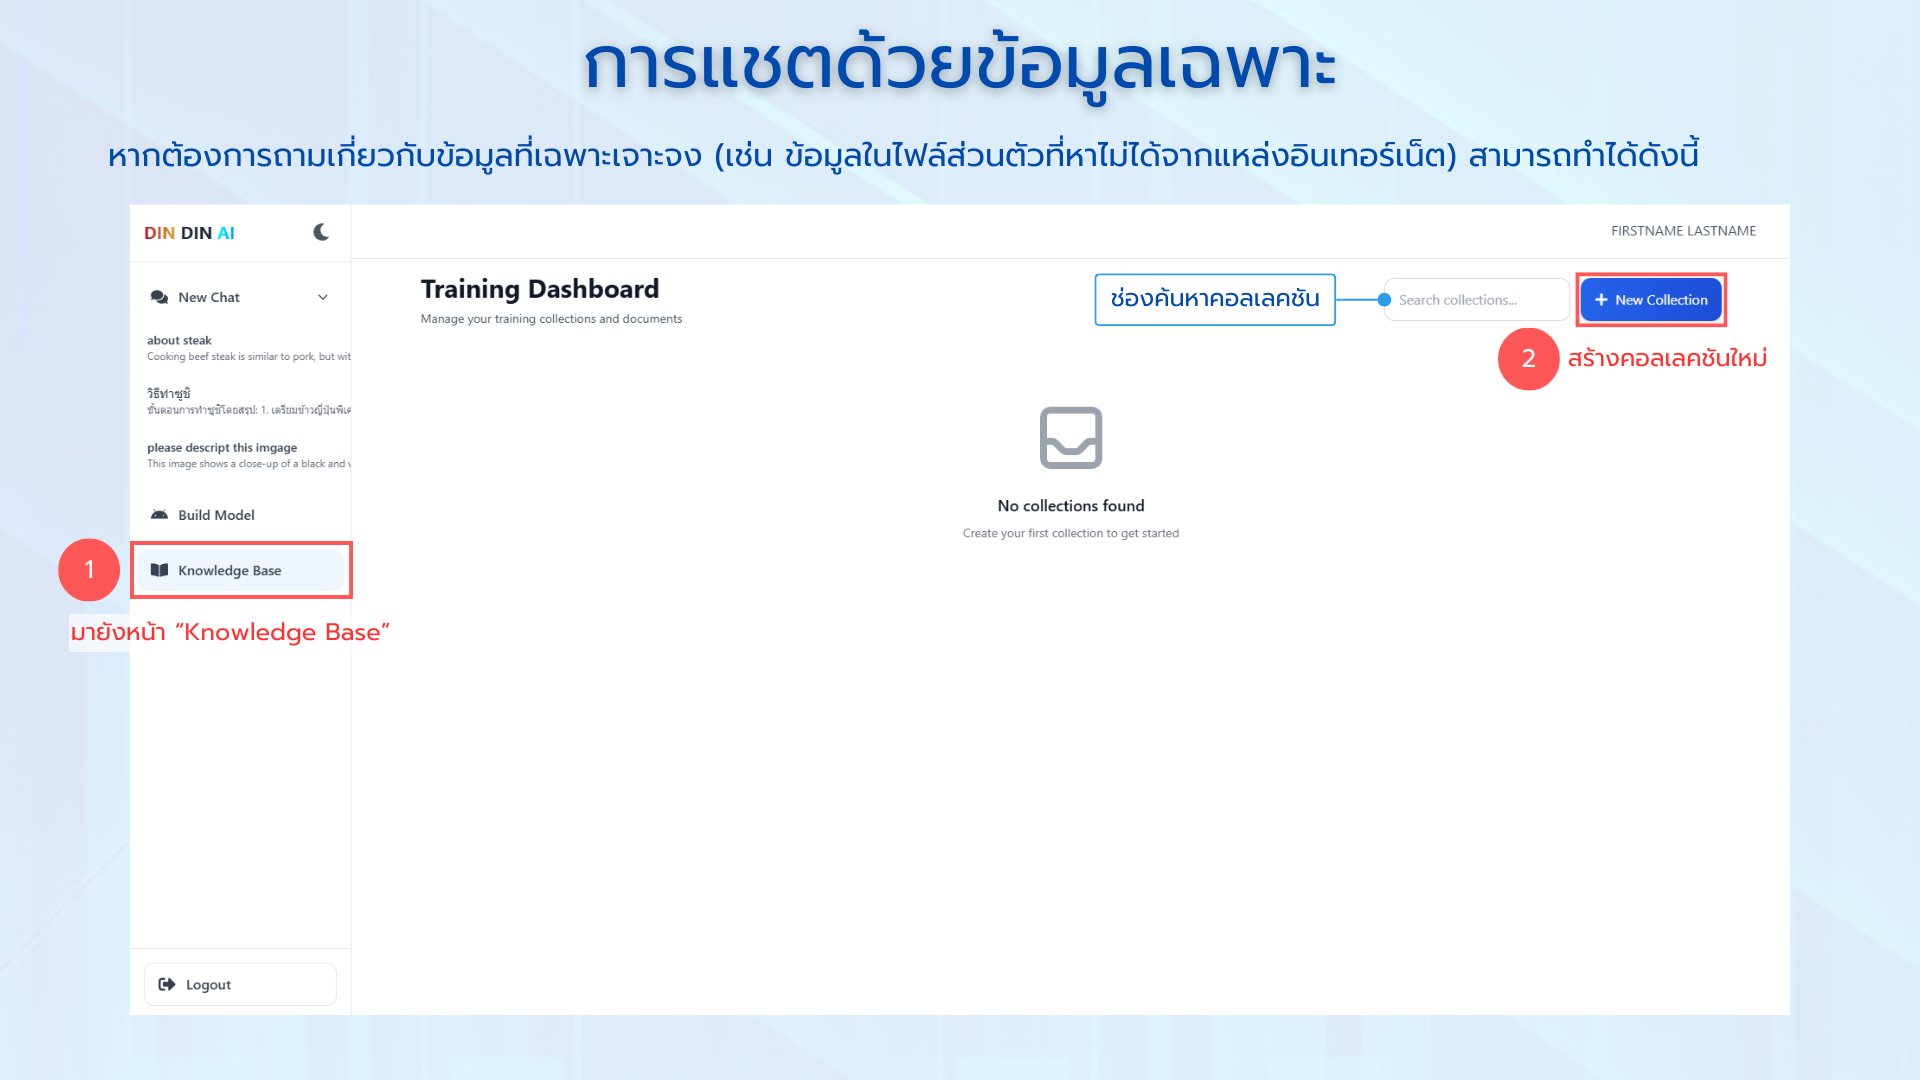 การแชตด้วยข้อมูลเฉพาะ
หากต้องการถามเกี่ยวกับข้อมูลที่เฉพาะเจาะจง (เช่น ข้อมูลในไฟล์ส่วนตัวที่หาไม่ได้จากแหล่งอินเทอร์เน็ต) สามารถทำได้ดังนี้
DIN DIN AI
FIRSTNAME LASTNAME
New Chat
about steak
Cooking beef steak is similar to pork, but wit
วิธีทำซูชิ
ขั้นตอนการทำซูชิโดยสรุป: 1. เตรียมข้าวญี่ปุ่นพิเศ
please descript this imgage
This image shows a close-up of a black and
Build Model
1
Knowledge Base
มายังหน้า “Knowledge Base”
Logout
Training Dashboard
Manage your training collections and documents
ช่องค้นหาคอลเลคชัน
Search collections...
+ New Collection
2
สร้างคอลเลคชันใหม่
No collections found
Create your first collection to get started